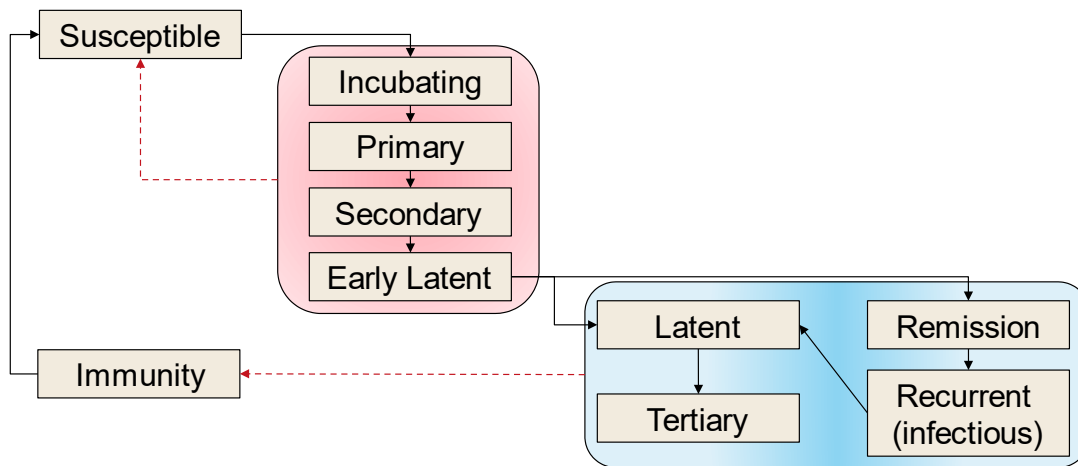 Susceptible
Incubating
Primary
Secondary
Early Latent
Latent
Remission
Immunity
Tertiary
Recurrent
(infectious)